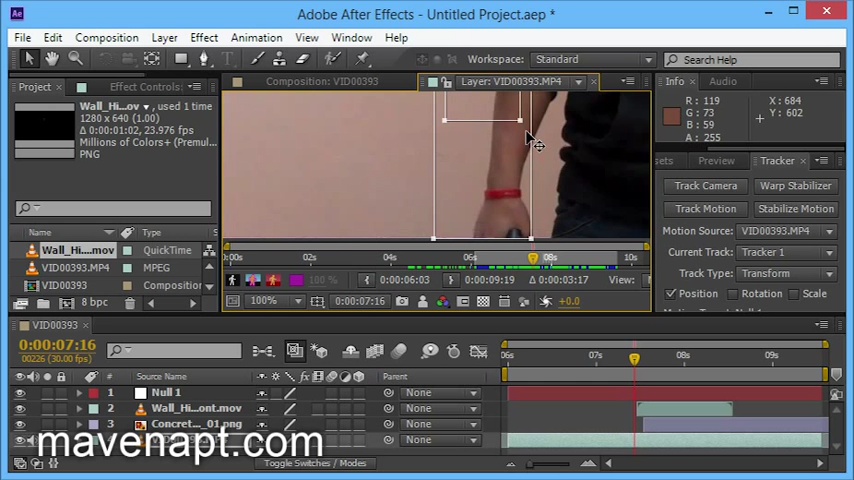 Adobe After Effects - Untitled Project.aep *
File Edit Composition Layer Effect Animation View Window Help
Workspace: Standard Search Help
Project Effect Controls: Composition: VID00393 Layer: VID00393.MP4 Info Audio
Wall_Hi...ov ▾, used 1 time
1280 x 640 (1.00)
Δ 0:00:01:02, 23.976 fps
Millions of Colors+ (Premul...
PNG
R : 119
G : 73
B : 59
A : 255
X : 684
Y : 602
Preview Tracker
Track Camera Warp Stabilizer
Track Motion Stabilize Motion
Motion Source: VID00393.MP4
Current Track: Tracker 1
Track Type: Transform
Position Rotation Scale
Name Type
Wall_Hi....mov QuickTime
VID00393.MP4 MPEG
VID00393 Composi
8 bpc
0:00s 02s 04s 06s 08s 10s
100 % 0:00:06:03 0:00:09:19 Δ 0:00:03:17 View:
100% 0:00:07:16 +0.0
VID00393
0:00:07:16
00226 (30.00 fps)
06s 07s 08s 09s
# Source Name Parent
1 Null 1 None
2 Wall_Hi...ont.mov None
3 Concret..._01.png None
None
mavenapt.com
Toggle Switches / Modes